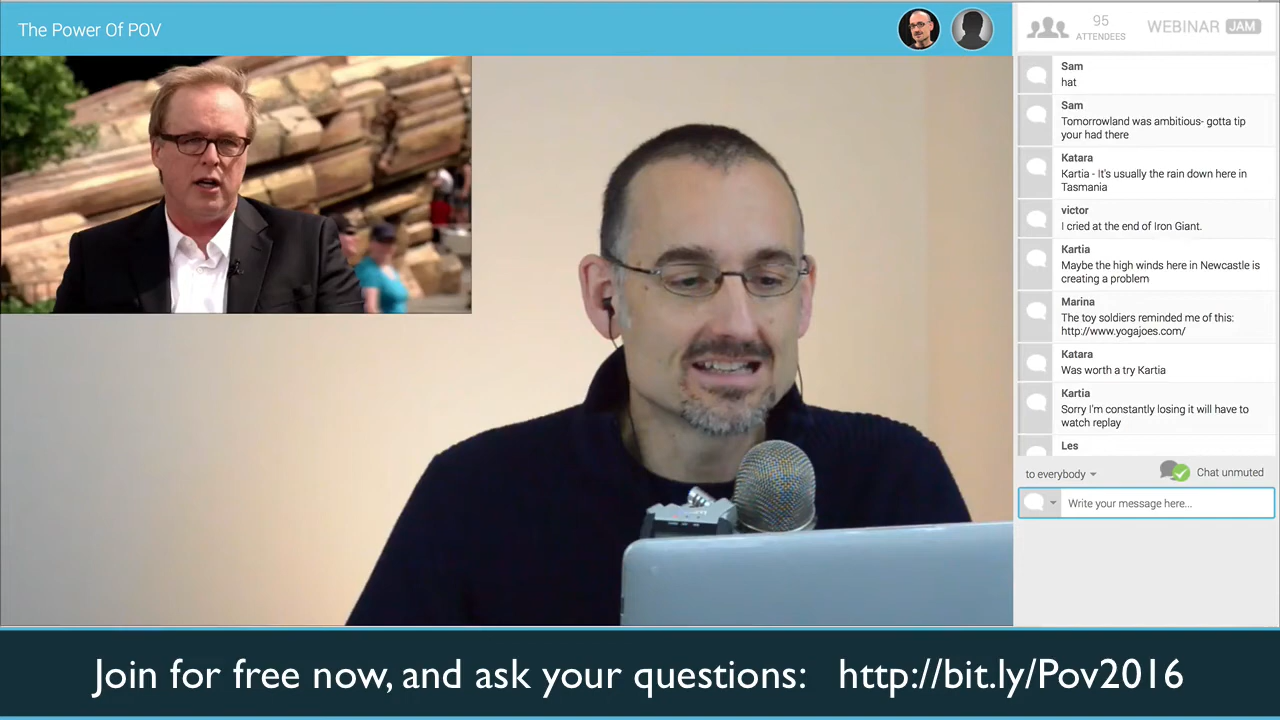 The Power Of POV
95
ATTENDEES
WEBINAR JAM
Sam
hat
Sam
Tomorrowland was ambitious- gotta tip
your had there
Katara
Kartia - It's usually the rain down here in
Tasmania
victor
I cried at the end of Iron Giant.
Kartia
Maybe the high winds here in Newcastle is
creating a problem
Marina
The toy soldiers reminded me of this:
http://www.yogajoes.com/
Katara
Was worth a try Kartia
Kartia
Sorry I'm constantly losing it will have to
watch replay
Les
to everybody
Chat unmuted
Write your message here...
Join for free now, and ask your questions: http://bit.ly/Pov2016